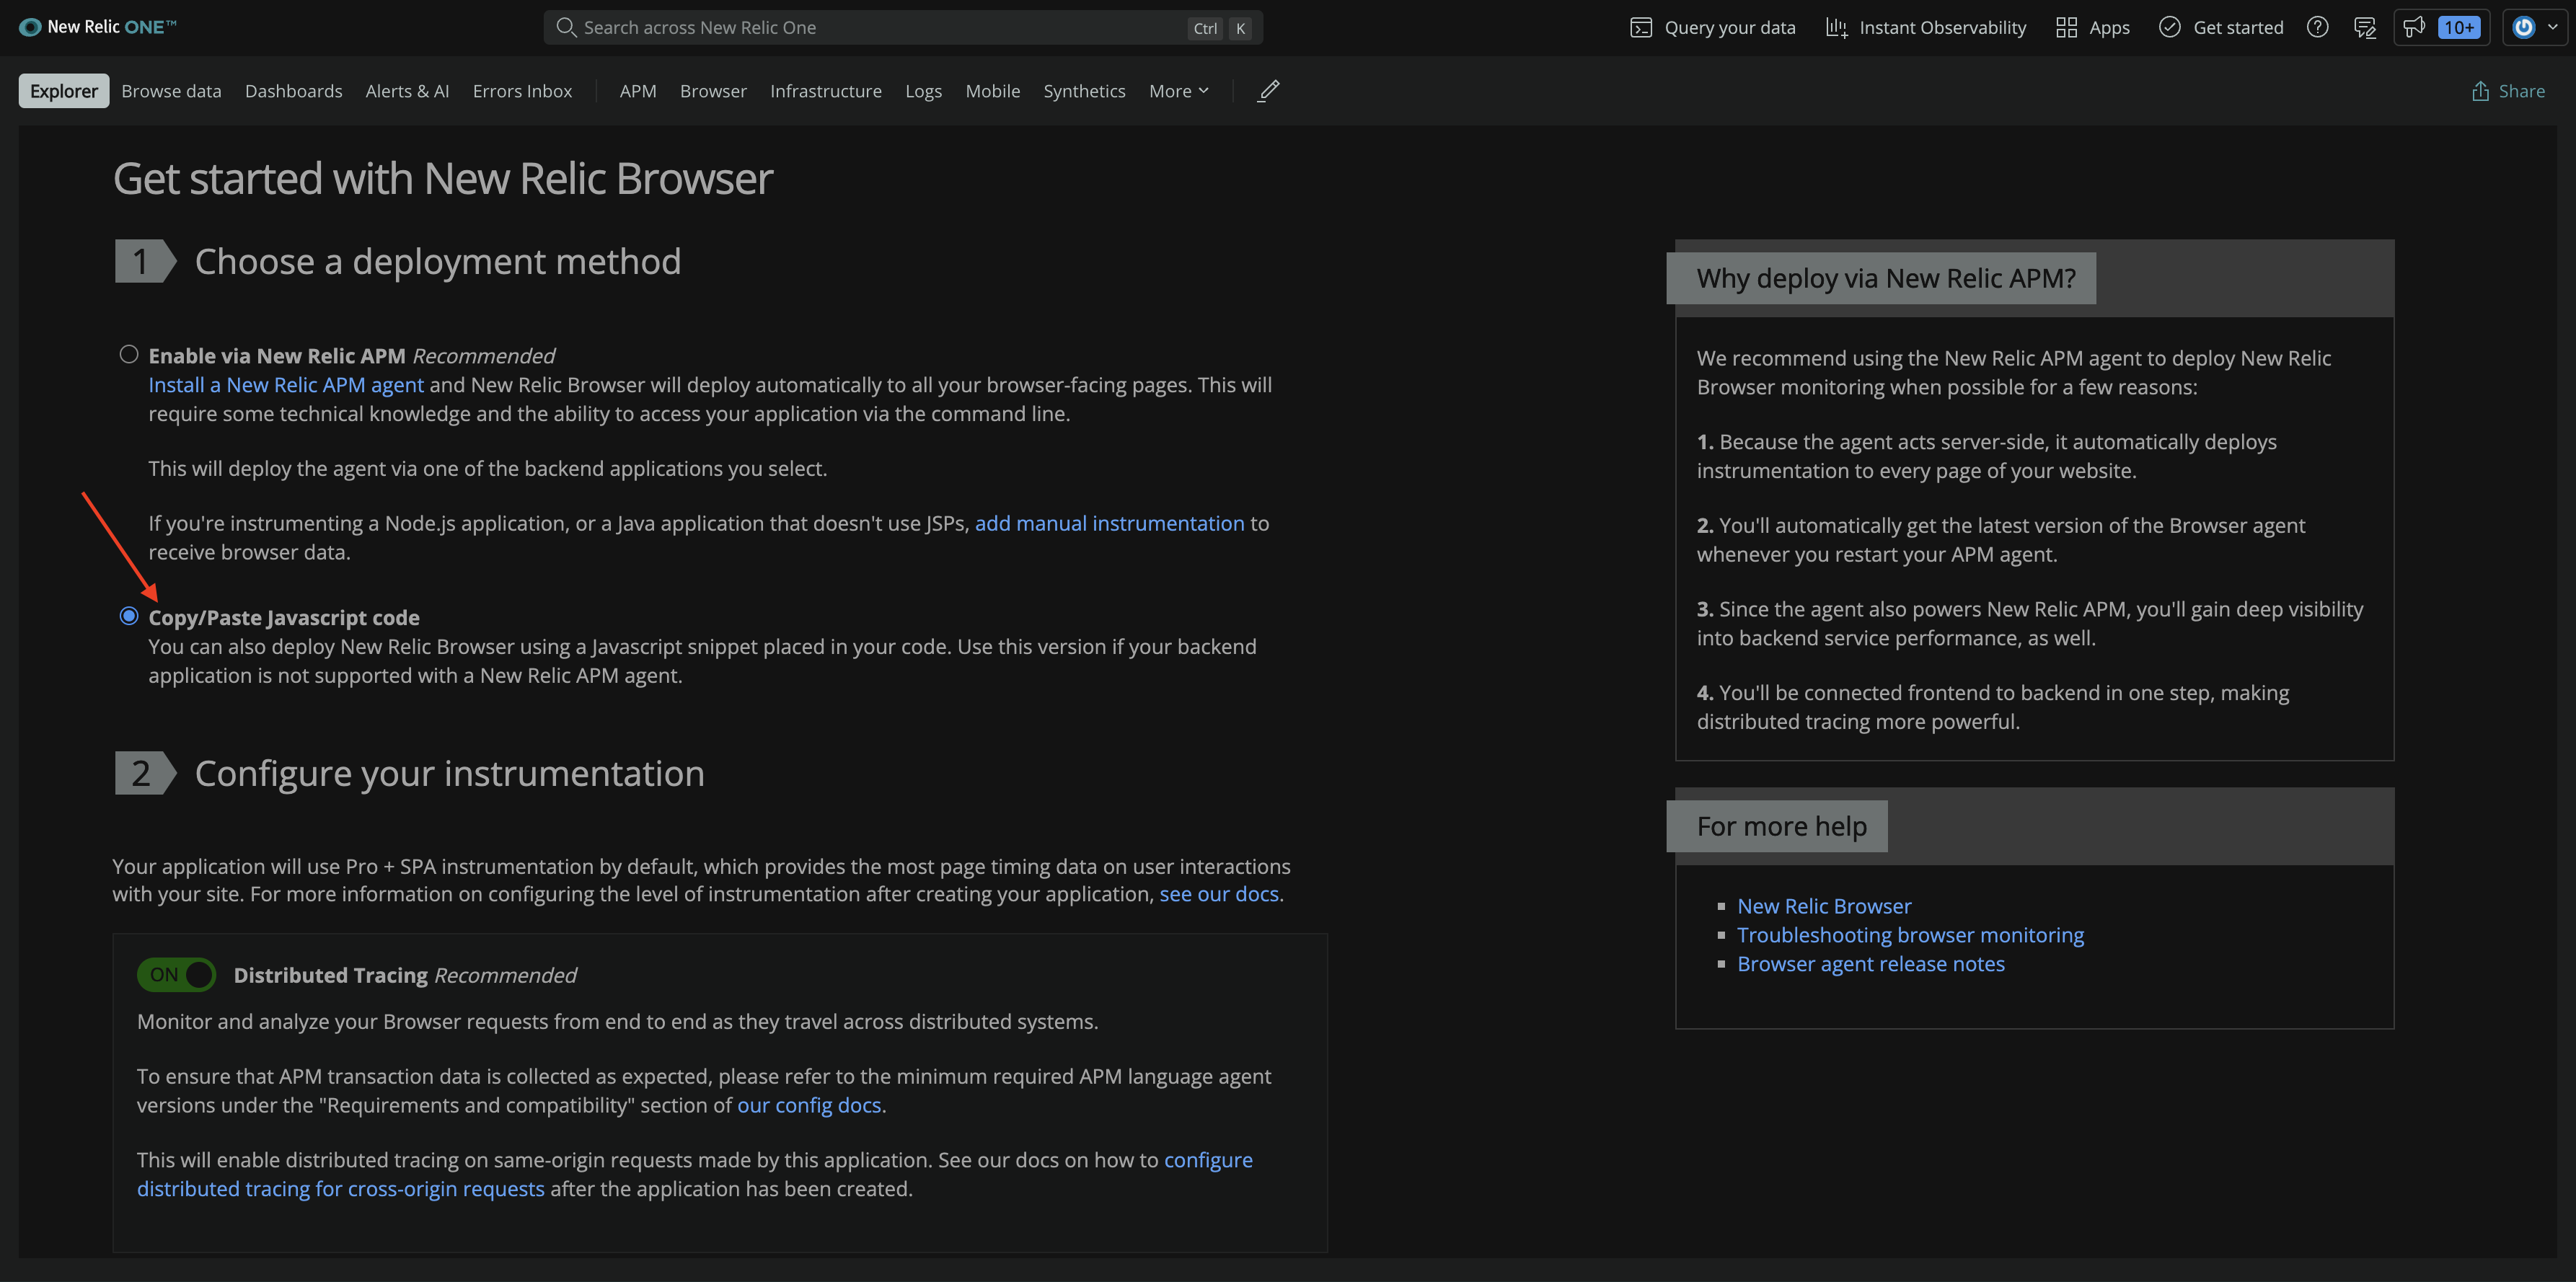 New Relic ONE™
Search across New Relic One
Ctrl K
Query your data
Instant Observability
Apps
Get started
10+
Explorer
Browse data
Dashboards
Alerts & AI
Errors Inbox
APM
Browser
Infrastructure
Logs
Mobile
Synthetics
More
Share
Get started with New Relic Browser
1 Choose a deployment method
Enable via New Relic APM Recommended
Install a New Relic APM agent and New Relic Browser will deploy automatically to all your browser-facing pages. This will
require some technical knowledge and the ability to access your application via the command line.
This will deploy the agent via one of the backend applications you select.
If you're instrumenting a Node.js application, or a Java application that doesn't use JSPs, add manual instrumentation to
receive browser data.
Copy/Paste Javascript code
You can also deploy New Relic Browser using a Javascript snippet placed in your code. Use this version if your backend
application is not supported with a New Relic APM agent.
2 Configure your instrumentation
Your application will use Pro + SPA instrumentation by default, which provides the most page timing data on user interactions
with your site. For more information on configuring the level of instrumentation after creating your application, see our docs.
ON Distributed Tracing Recommended
Monitor and analyze your Browser requests from end to end as they travel across distributed systems.
To ensure that APM transaction data is collected as expected, please refer to the minimum required APM language agent
versions under the "Requirements and compatibility" section of our config docs.
This will enable distributed tracing on same-origin requests made by this application. See our docs on how to configure
distributed tracing for cross-origin requests after the application has been created.
Why deploy via New Relic APM?
We recommend using the New Relic APM agent to deploy New Relic
Browser monitoring when possible for a few reasons:
1. Because the agent acts server-side, it automatically deploys
instrumentation to every page of your website.
2. You'll automatically get the latest version of the Browser agent
whenever you restart your APM agent.
3. Since the agent also powers New Relic APM, you'll gain deep visibility
into backend service performance, as well.
4. You'll be connected frontend to backend in one step, making
distributed tracing more powerful.
For more help
New Relic Browser
Troubleshooting browser monitoring
Browser agent release notes